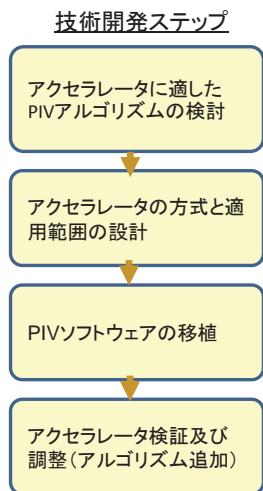 技術開発ステップ
アクセラレータに適した
PIVアルゴリズムの検討
アクセラレータの方式と適
用範囲の設計
PIVソフトウェアの移植
アクセラレータ検証及び
調整(アルゴリズム追加)